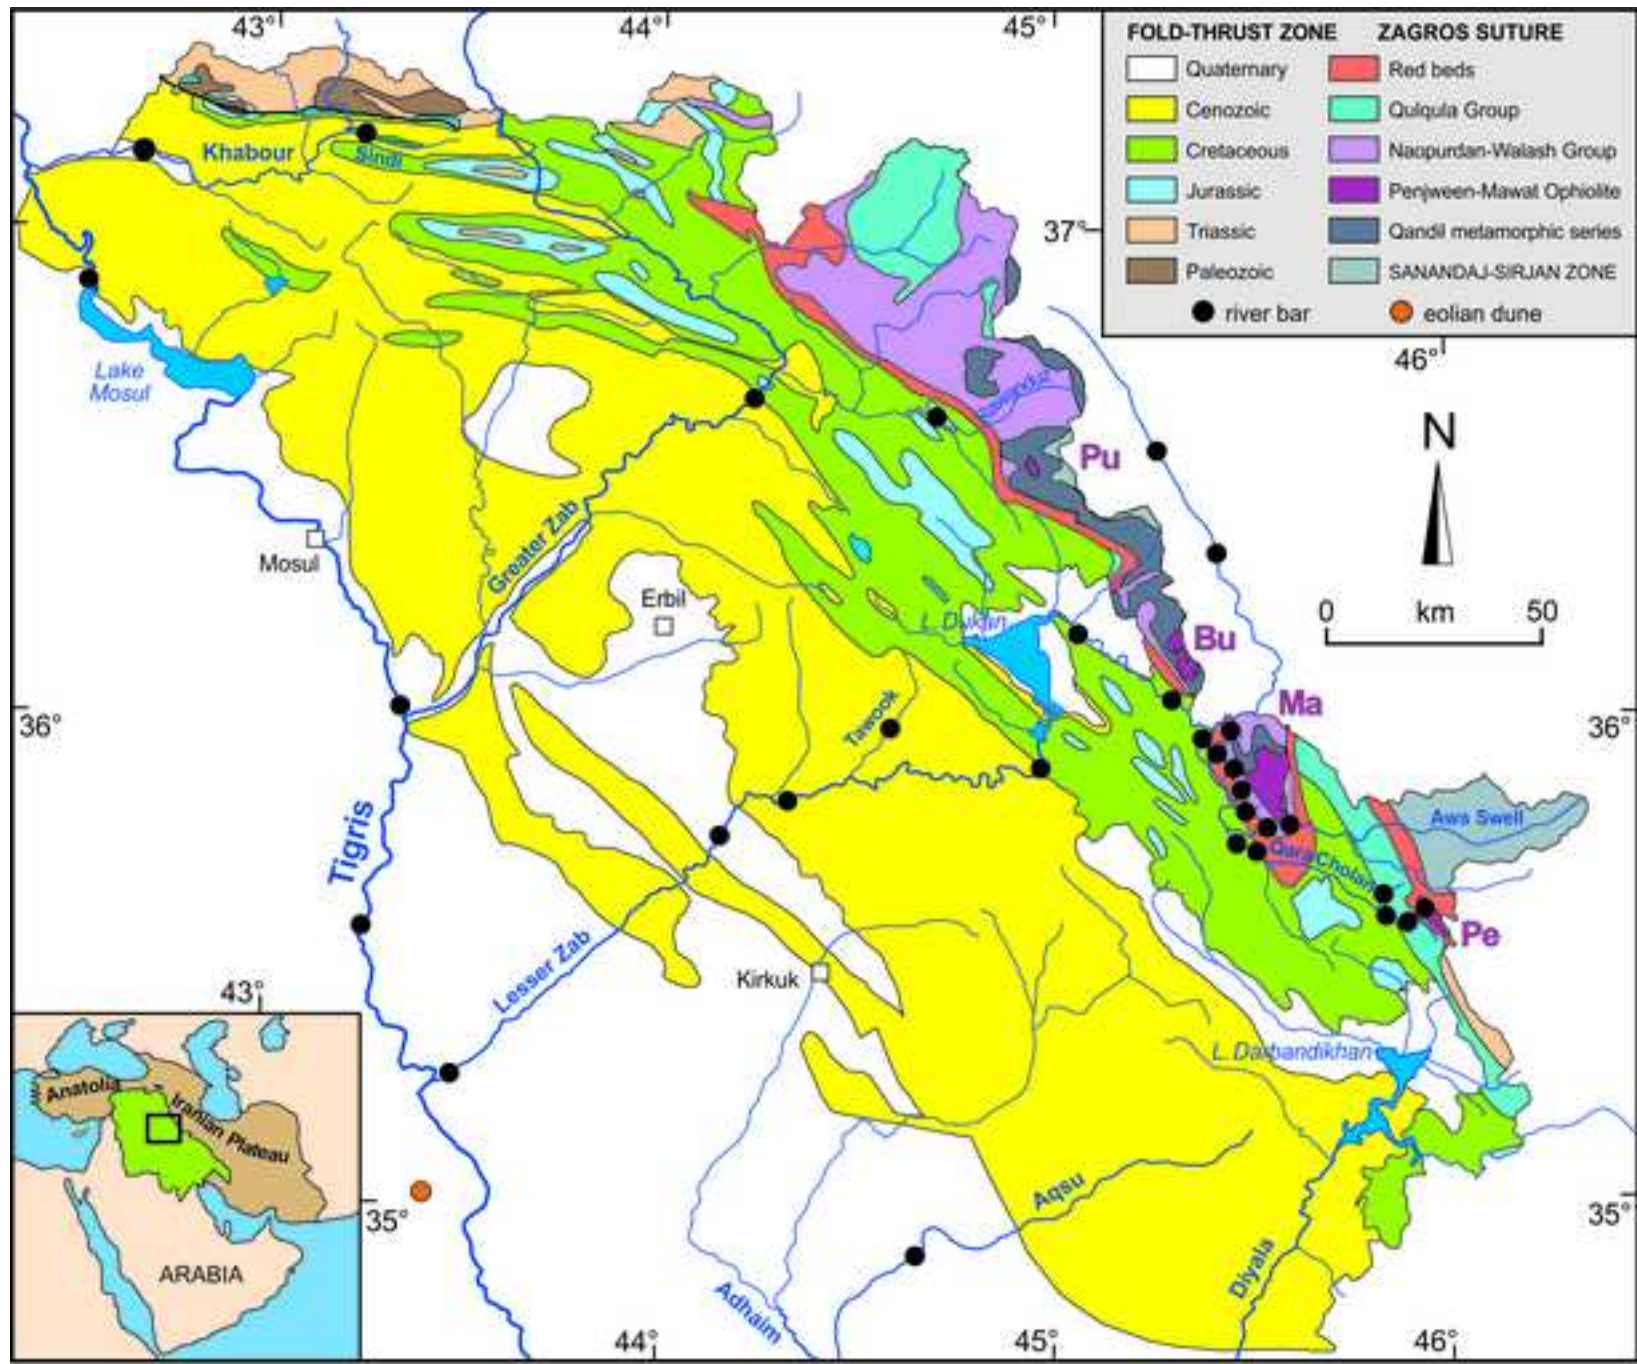 43°
44°
45°
FOLD-THRUST ZONE
ZAGROS SUTURE
Quaternary
Red beds
Cenozoic
Qulqula Group
Cretaceous
Naopurdan-Walash Group
Jurassic
Penjween-Mawat Ophiolite
Triassic
Qandil metamorphic series
Paleozoic
SANANDAJ-SIRJAN ZONE
river bar
eolian dune
Khabour
Sindi
37°
46°
Lake
Mosul
N
Pu
Greater Zab
Mosul
Erbil
0 km 50
L. Dukan
Bu
Ma
36°
36°
Tawook
Tigris
Aws Swell
Qara Cholan
Pe
Lesser Zab
Kirkuk
43°
L. Darbandikhan
Anatolia
Iranian Plateau
ARABIA
35°
35°
Aqsu
Diyala
Adhaim
44°
45°
46°